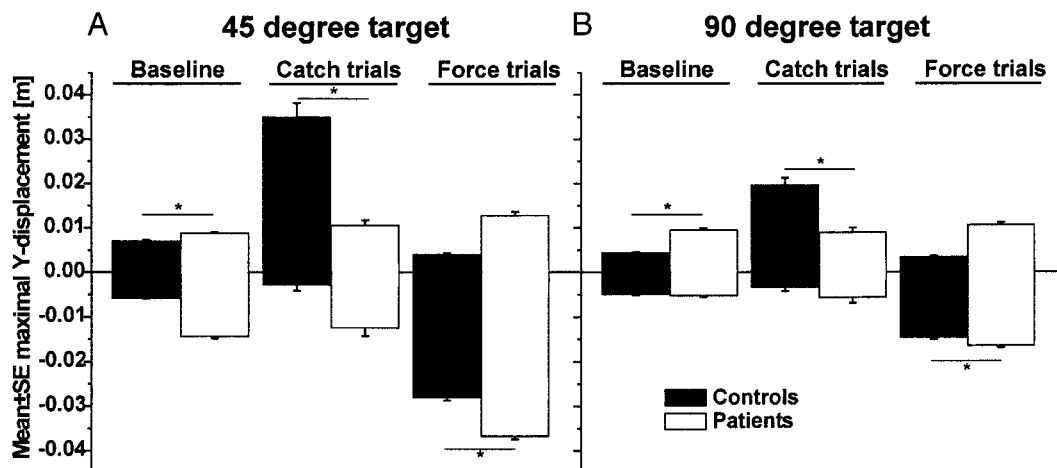 A 45 degree target
B 90 degree target
Baseline Catch trials Force trials
Baseline Catch trials Force trials
Mean±SE maximal Y-displacement [m]
0.04
0.03
0.02
0.01
0.00
-0.01
-0.02
-0.03
-0.04
*
*
*
*
*
*
Controls
Patients